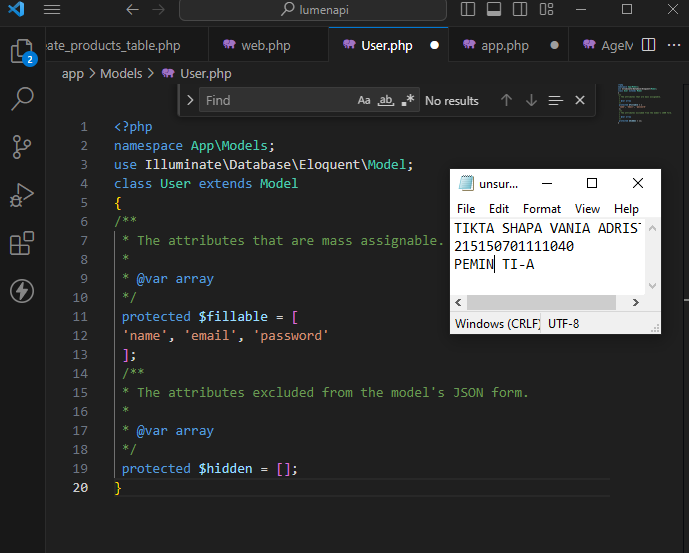 lumenapi
ate_products_table.php
web.php
User.php
app.php
AgeM
app > Models > User.php
Find
Aa
ab
No results
2
1 <?php
2 namespace App\Models;
3 use Illuminate\Database\Eloquent\Model;
4 class User extends Model
5 {
6 /**
7 * The attributes that are mass assignable.
8 *
9 * @var array
10 */
11 protected $fillable = [
12 'name', 'email', 'password'
13 ];
14 /**
15 * The attributes excluded from the model's JSON form.
16 *
17 * @var array
18 */
19 protected $hidden = [];
20 }
unsur...
File Edit Format View Help
TIKTA SHAPA VANIA ADRIST
215150701111040
PEMIN TI-A
Windows (CRLF) UTF-8